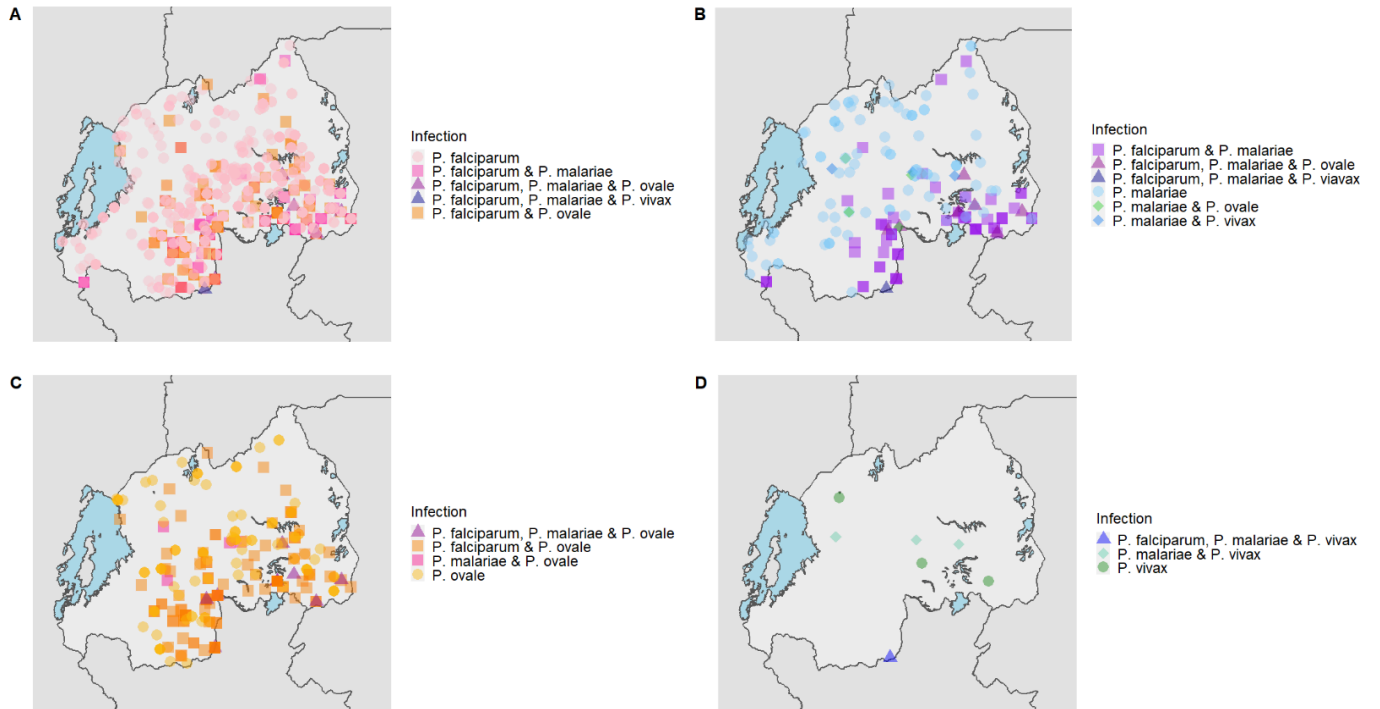 A
Infection
P. falciparum
P. falciparum & P. malariae
P. falciparum, P. malariae & P. ovale
P. falciparum, P. malariae & P. vivax
P. falciparum & P. ovale
B
Infection
P. falciparum & P. malariae
P. falciparum, P. malariae & P. ovale
P. falciparum, P. malariae & P. viavax
P. malariae
P. malariae & P. ovale
P. malariae & P. vivax
C
Infection
P. falciparum, P. malariae & P. ovale
P. falciparum & P. ovale
P. malariae & P. ovale
P. ovale
D
Infection
P. falciparum, P. malariae & P. vivax
P. malariae & P. vivax
P. vivax